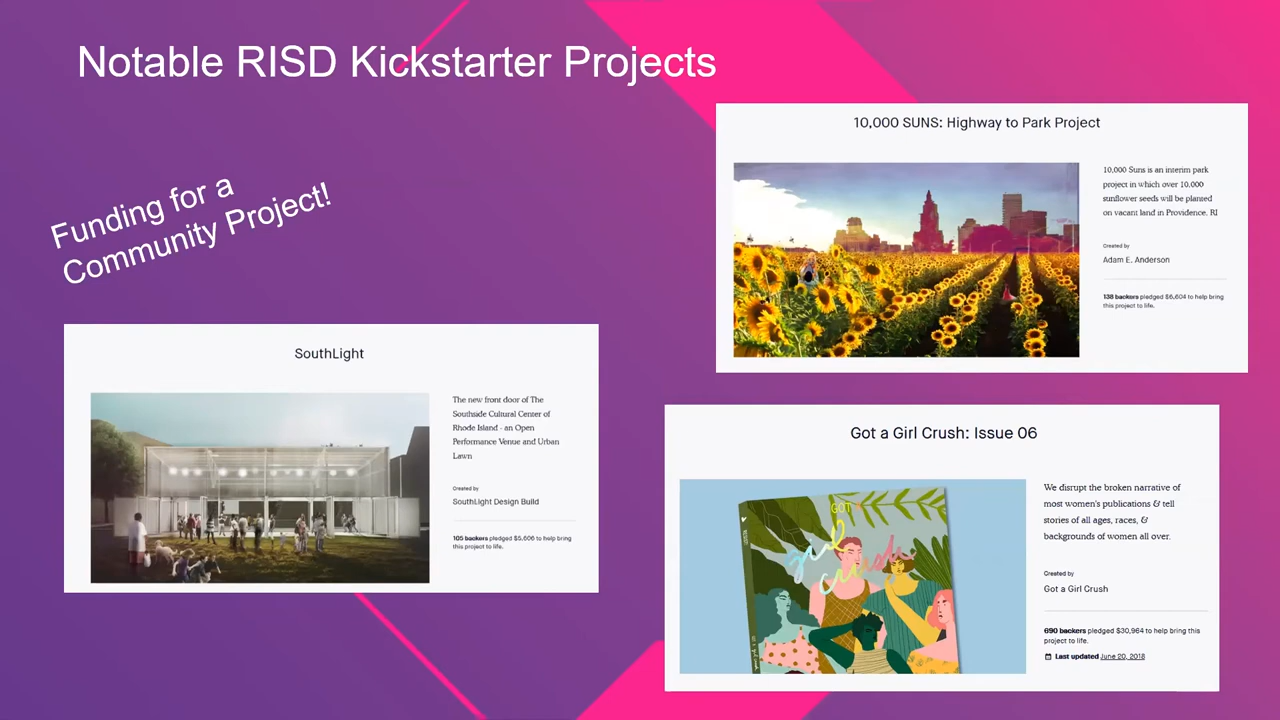 Notable RISD Kickstarter Projects
Funding for a
Community Project!
10,000 SUNS: Highway to Park Project
10,000 Suns is an interim park
project in which over 10,000
sunflower seeds will be planted
on vacant land in Providence, RI
Created by
Adam E. Anderson
138 backers pledged $6,604 to help bring
this project to life.
SouthLight
The new front door of The
Southside Cultural Center of
Rhode Island - an Open
Performance Venue and Urban
Lawn
Created by
SouthLight Design Build
105 backers pledged $5,606 to help bring
this project to life.
Got a Girl Crush: Issue 06
GOT
girl
crush
We disrupt the broken narrative of
most women's publications & tell
stories of all ages, races, &
backgrounds of women all over.
Created by
Got a Girl Crush
690 backers pledged $30,964 to help bring this
project to life.
Last updated June 20, 2018